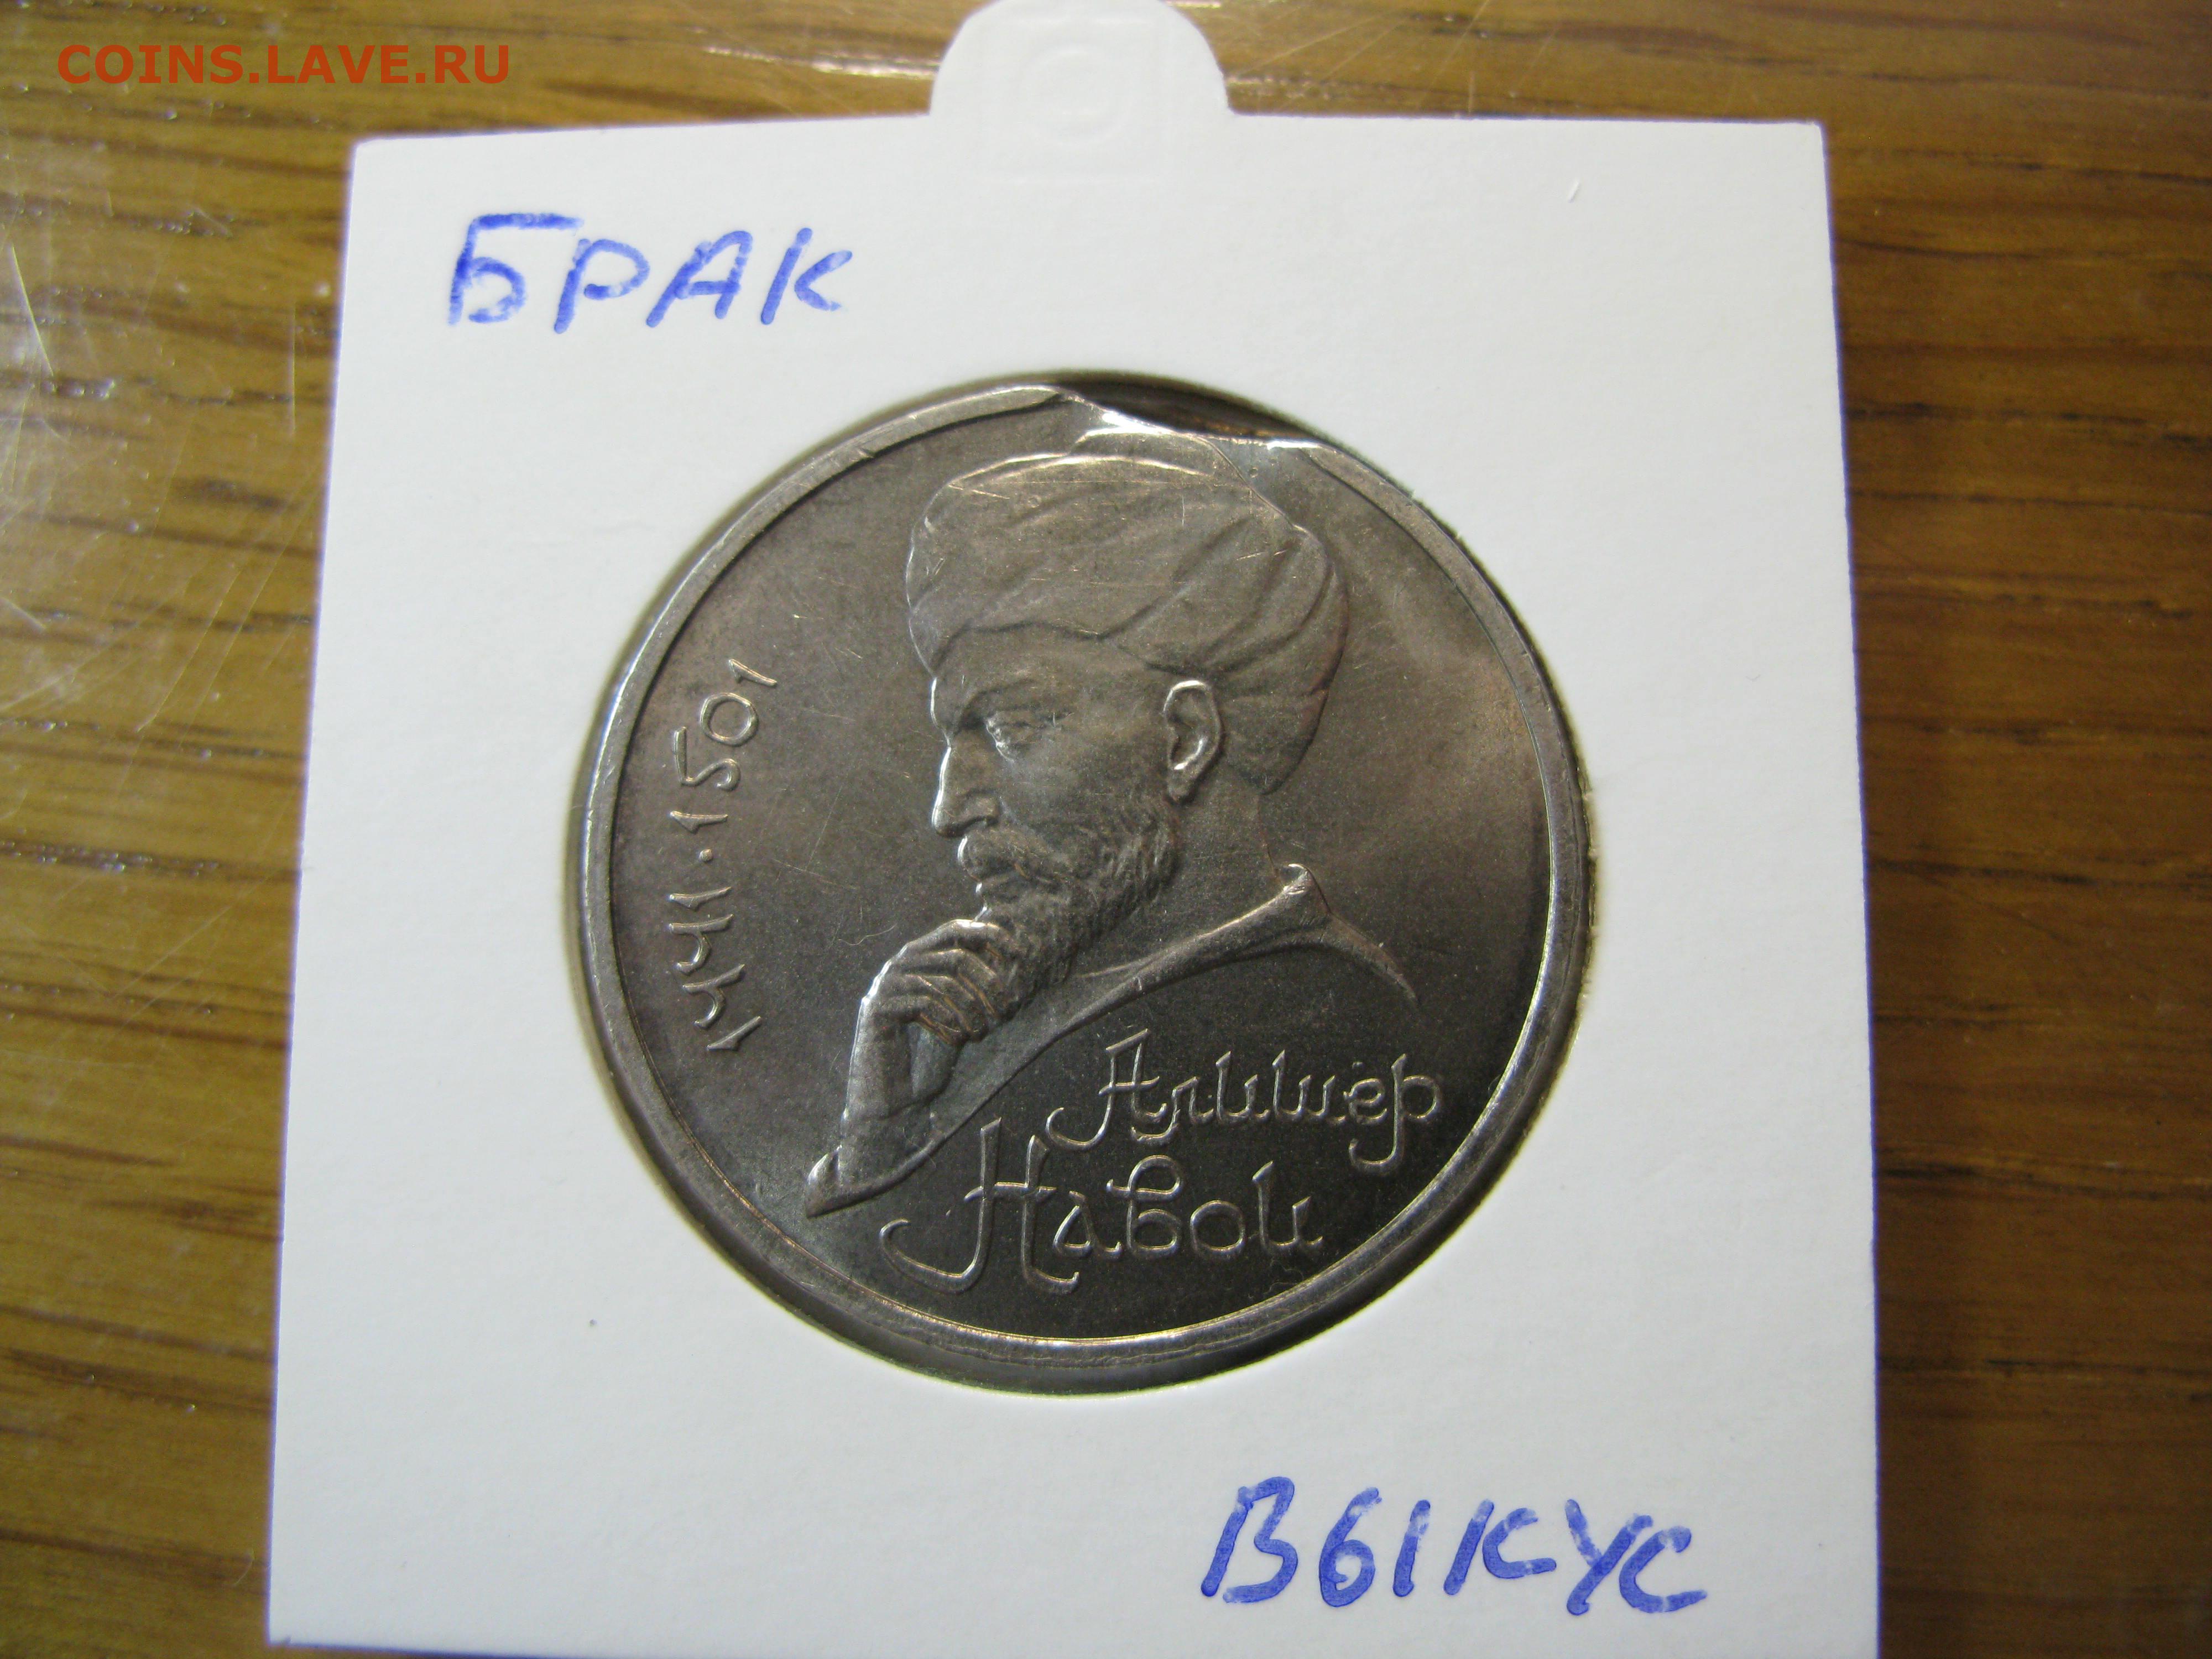 COINS.LAVE.RU
БРАК
1441·1501
Алишер
Навои
ВЫКУС